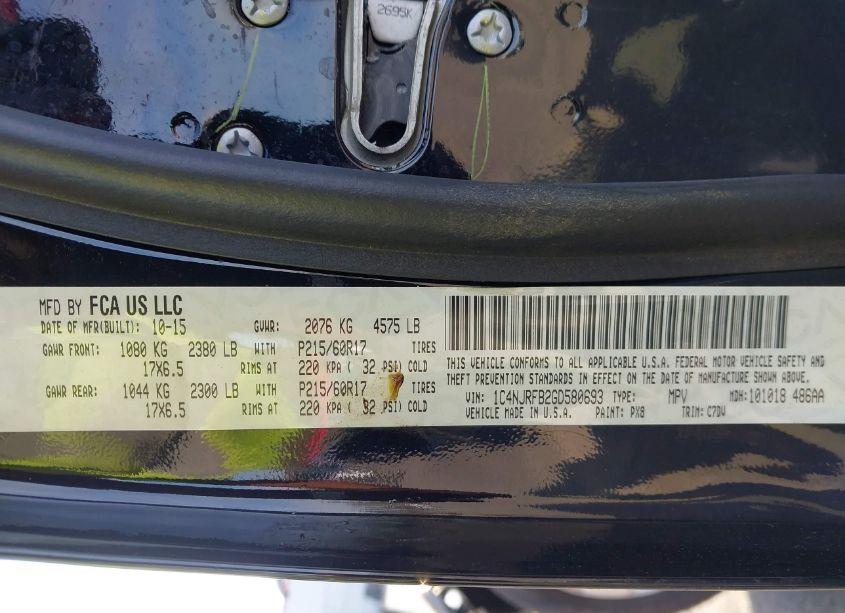 2695K
MFD BY FCA US LLC
DATE OF MFR(BUILT): 10-15 GVWR: 2076 KG 4575 LB
GAWR FRONT: 1080 KG 2380 LB WITH P215/60R17 TIRES
17X6.5 RIMS AT 220 KPA ( 32 PSI) COLD
GAWR REAR: 1044 KG 2300 LB WITH P215/60R17 TIRES
17X6.5 RIMS AT 220 KPA ( 32 PSI) COLD
THIS VEHICLE CONFORMS TO ALL APPLICABLE U.S.A. FEDERAL MOTOR VEHICLE SAFETY AND
THEFT PREVENTION STANDARDS IN EFFECT ON THE DATE OF MANUFACTURE SHOWN ABOVE.
VIN: 1C4NJRFB2GD580693 TYPE: MPV MDH: 101018 486AA
VEHICLE MADE IN U.S.A. PAINT: PX8 TRIM: C7DW